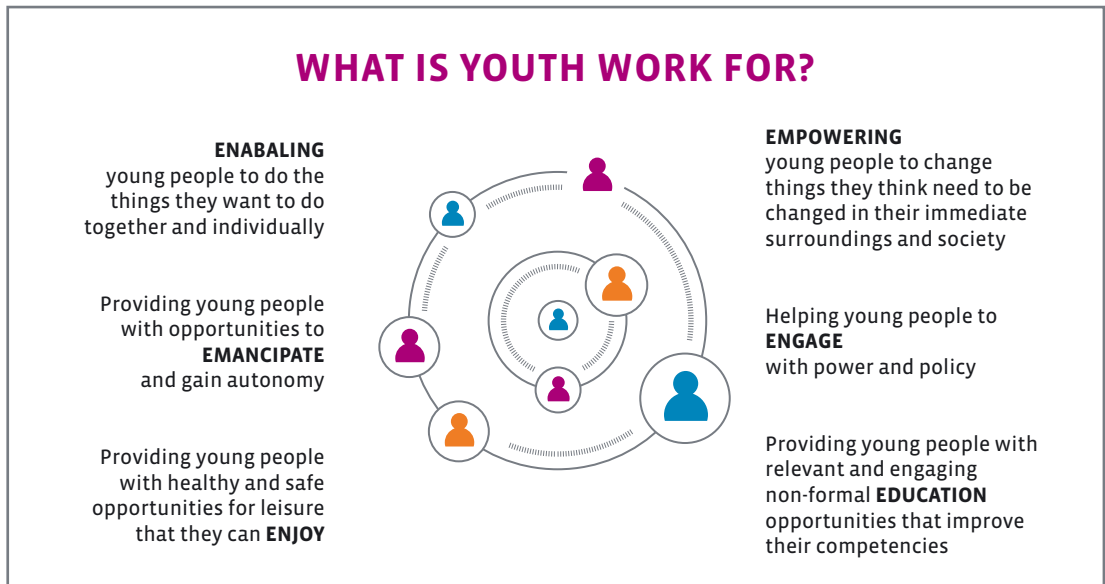 WHAT IS YOUTH WORK FOR?
ENABALING
young people to do the
things they want to do
together and individually
Providing young people
with opportunities to
EMANCIPATE
and gain autonomy
Providing young people
with healthy and safe
opportunities for leisure
that they can ENJOY
EMPOWERING
young people to change
things they think need to be
changed in their immediate
surroundings and society
Helping young people to
ENGAGE
with power and policy
Providing young people with
relevant and engaging
non-formal EDUCATION
opportunities that improve
their competencies